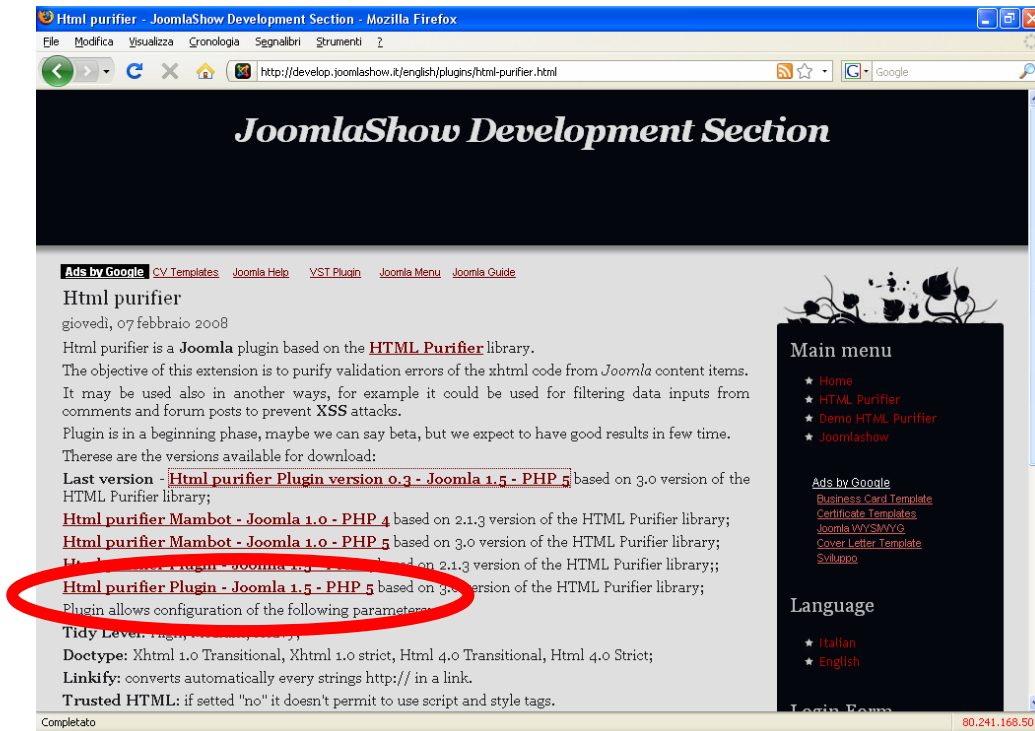 Html purifier - JoomlaShow Development Section - Mozilla Firefox
File Modifica Visualizza Cronologia Segnalibri Strumenti ?
http://develop.joomlashow.it/english/plugins/html-purifier.html
Google
JoomlaShow Development Section
Ads by Google CV Templates Joomla Help VST Plugin Joomla Menu Joomla Guide
Html purifier
giovedì, 07 febbraio 2008
Html purifier is a Joomla plugin based on the HTML Purifier library.
The objective of this extension is to purify validation errors of the xhtml code from Joomla content items.
It may be used also in another ways, for example it could be used for filtering data inputs from
comments and forum posts to prevent XSS attacks.
Plugin is in a beginning phase, maybe we can say beta, but we expect to have good results in few time.
Therese are the versions available for download:
Last version - Html purifier Plugin version 0.3 - Joomla 1.5 - PHP 5 based on 3.0 version of the
HTML Purifier library;
Html purifier Mambot - Joomla 1.0 - PHP 4 based on 2.1.3 version of the HTML Purifier library;
Html purifier Mambot - Joomla 1.0 - PHP 5 based on 3.0 version of the HTML Purifier library;
Html purifier Plugin - Joomla 1.5 - based on 2.1.3 version of the HTML Purifier library;;
Html purifier Plugin - Joomla 1.5 - PHP 5 based on 3.0 version of the HTML Purifier library;
Plugin allows configuration of the following parameters:
Tidy Level:
Doctype: Xhtml 1.0 Transitional, Xhtml 1.0 strict, Html 4.0 Transitional, Html 4.0 Strict;
Linkify: converts automatically every strings http:// in a link.
Trusted HTML: if setted "no" it doesn't permit to use script and style tags.
Main menu
Home
HTML Purifier
Demo HTML Purifier
Joomlashow
Ads by Google
Business Card Template
Certificate Templates
Joomla WYSIWYG
Cover Letter Template
Sviluppo
Language
Italian
English
Login Form
Completato
80.241.168.50